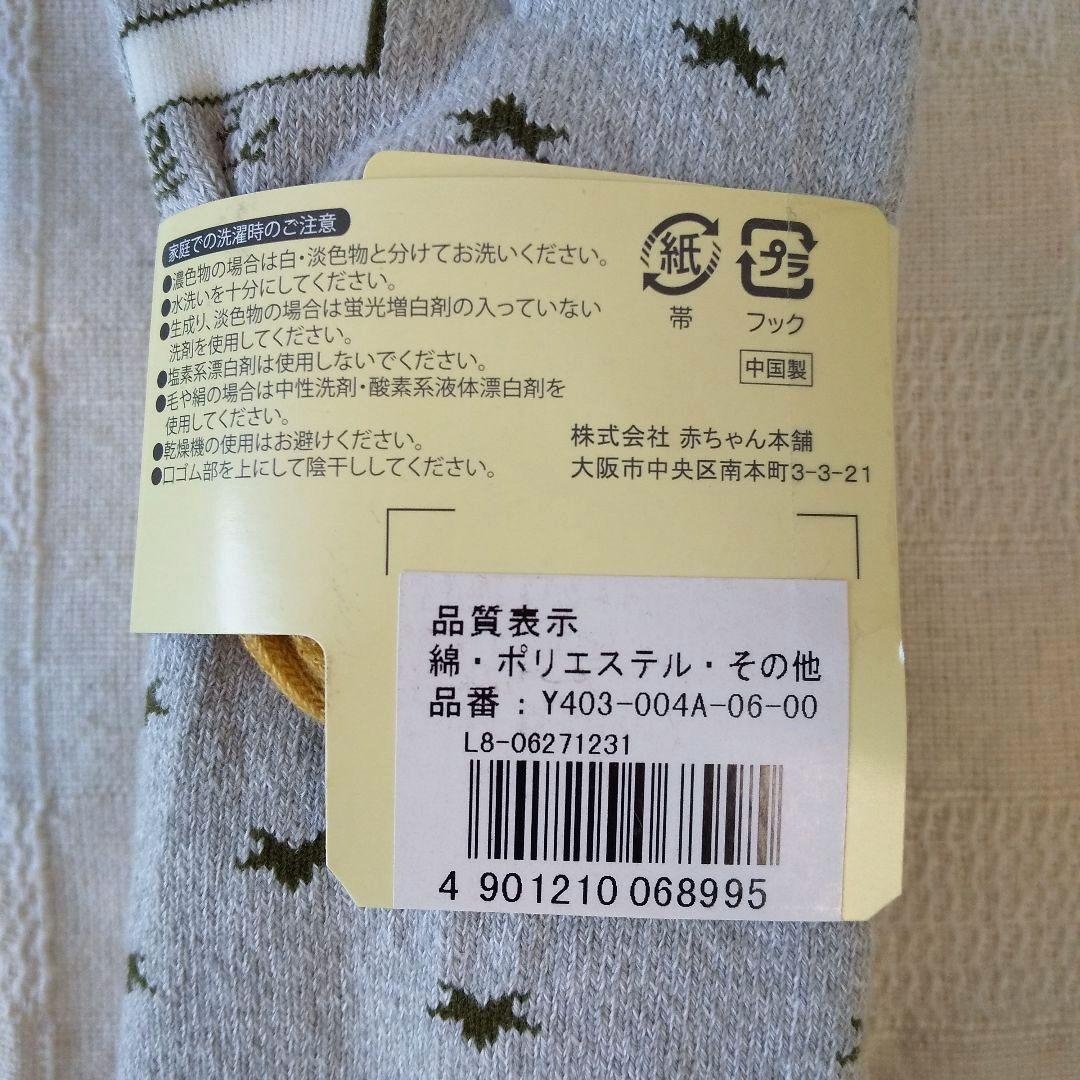 家庭での洗濯時のご注意
●濃色物の場合は白・淡色物と分けてお洗いください。
●水洗いを十分にしてください。
●生成り、淡色物の場合は蛍光増白剤の入っていない
洗剤を使用してください。
●塩素系漂白剤は使用しないでください。
●毛や絹の場合は中性洗剤・酸素系液体漂白剤を
使用してください。
●乾燥機の使用はお避けください。
●口ゴム部を上にして陰干ししてください。
紙
帯
プラ
フック
中国製
株式会社 赤ちゃん本舗
大阪市中央区南本町3-3-21
品質表示
綿・ポリエステル・その他
品番：Y403-004A-06-00
L8-06271231
4 901210 068995